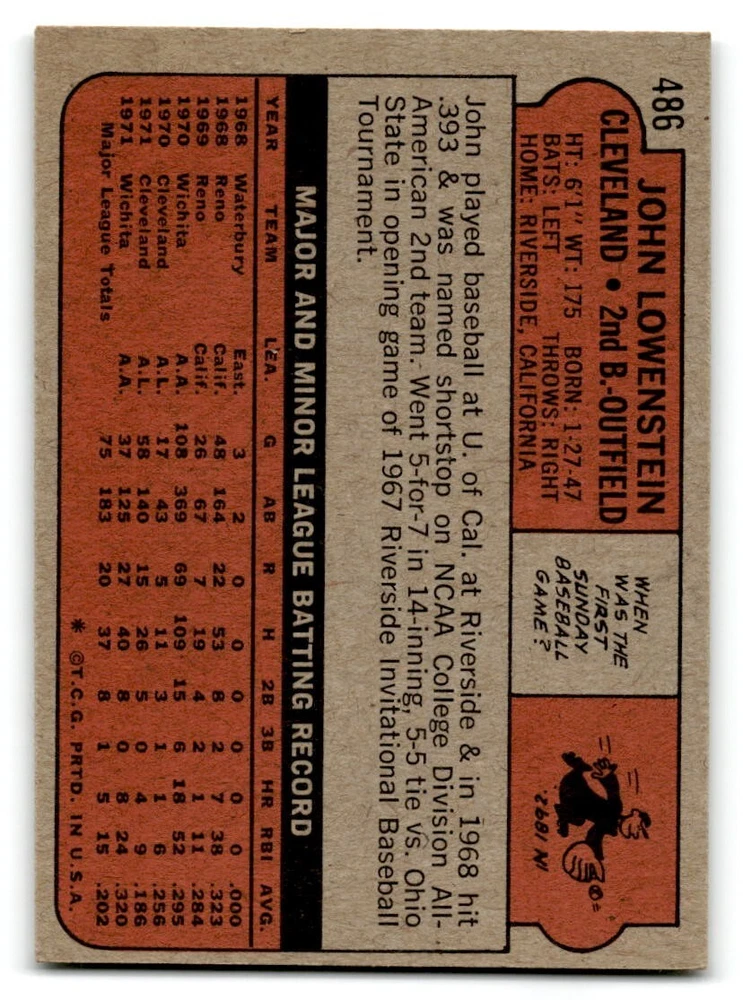 486
JOHN LOWENSTEIN
CLEVELAND • 2nd B.-OUTFIELD
HT: 6'1" WT: 175 BORN: 1-27-47
BATS: LEFT THROWS: RIGHT
HOME: RIVERSIDE, CALIFORNIA
WHEN
WAS THE
FIRST
SUNDAY
BASEBALL
GAME?
IN 1892.
John played baseball at U. of Cal. at Riverside & in 1968 hit
.393 & was named shortstop on NCAA College Division All-
American 2nd team. Went 5-for-7 in 14-inning, 5-5 tie vs. Ohio
State in opening game of 1967 Riverside Invitational Baseball
Tournament.
MAJOR AND MINOR LEAGUE BATTING RECORD
YEAR TEAM LEA. G AB R H 2B 3B HR RBI AVG.
1968 Waterbury East. 3 2 0 0 0 0 0 0 .000
1968 Reno Calif. 48 164 22 53 8 2 7 38 .323
1969 Reno Calif. 26 67 7 19 4 2 1 11 .284
1970 Wichita A.A. 108 369 69 109 15 6 18 52 .295
1970 Cleveland A.L. 17 43 5 11 3 1 1 6 .256
1971 Cleveland A.L. 58 140 15 26 5 0 4 9 .186
1971 Wichita A.A. 37 125 27 40 8 0 8 24 .320
Major League Totals 75 183 20 37 8 1 5 15 .202
* ©T.C.G. PRTD. IN U.S.A.